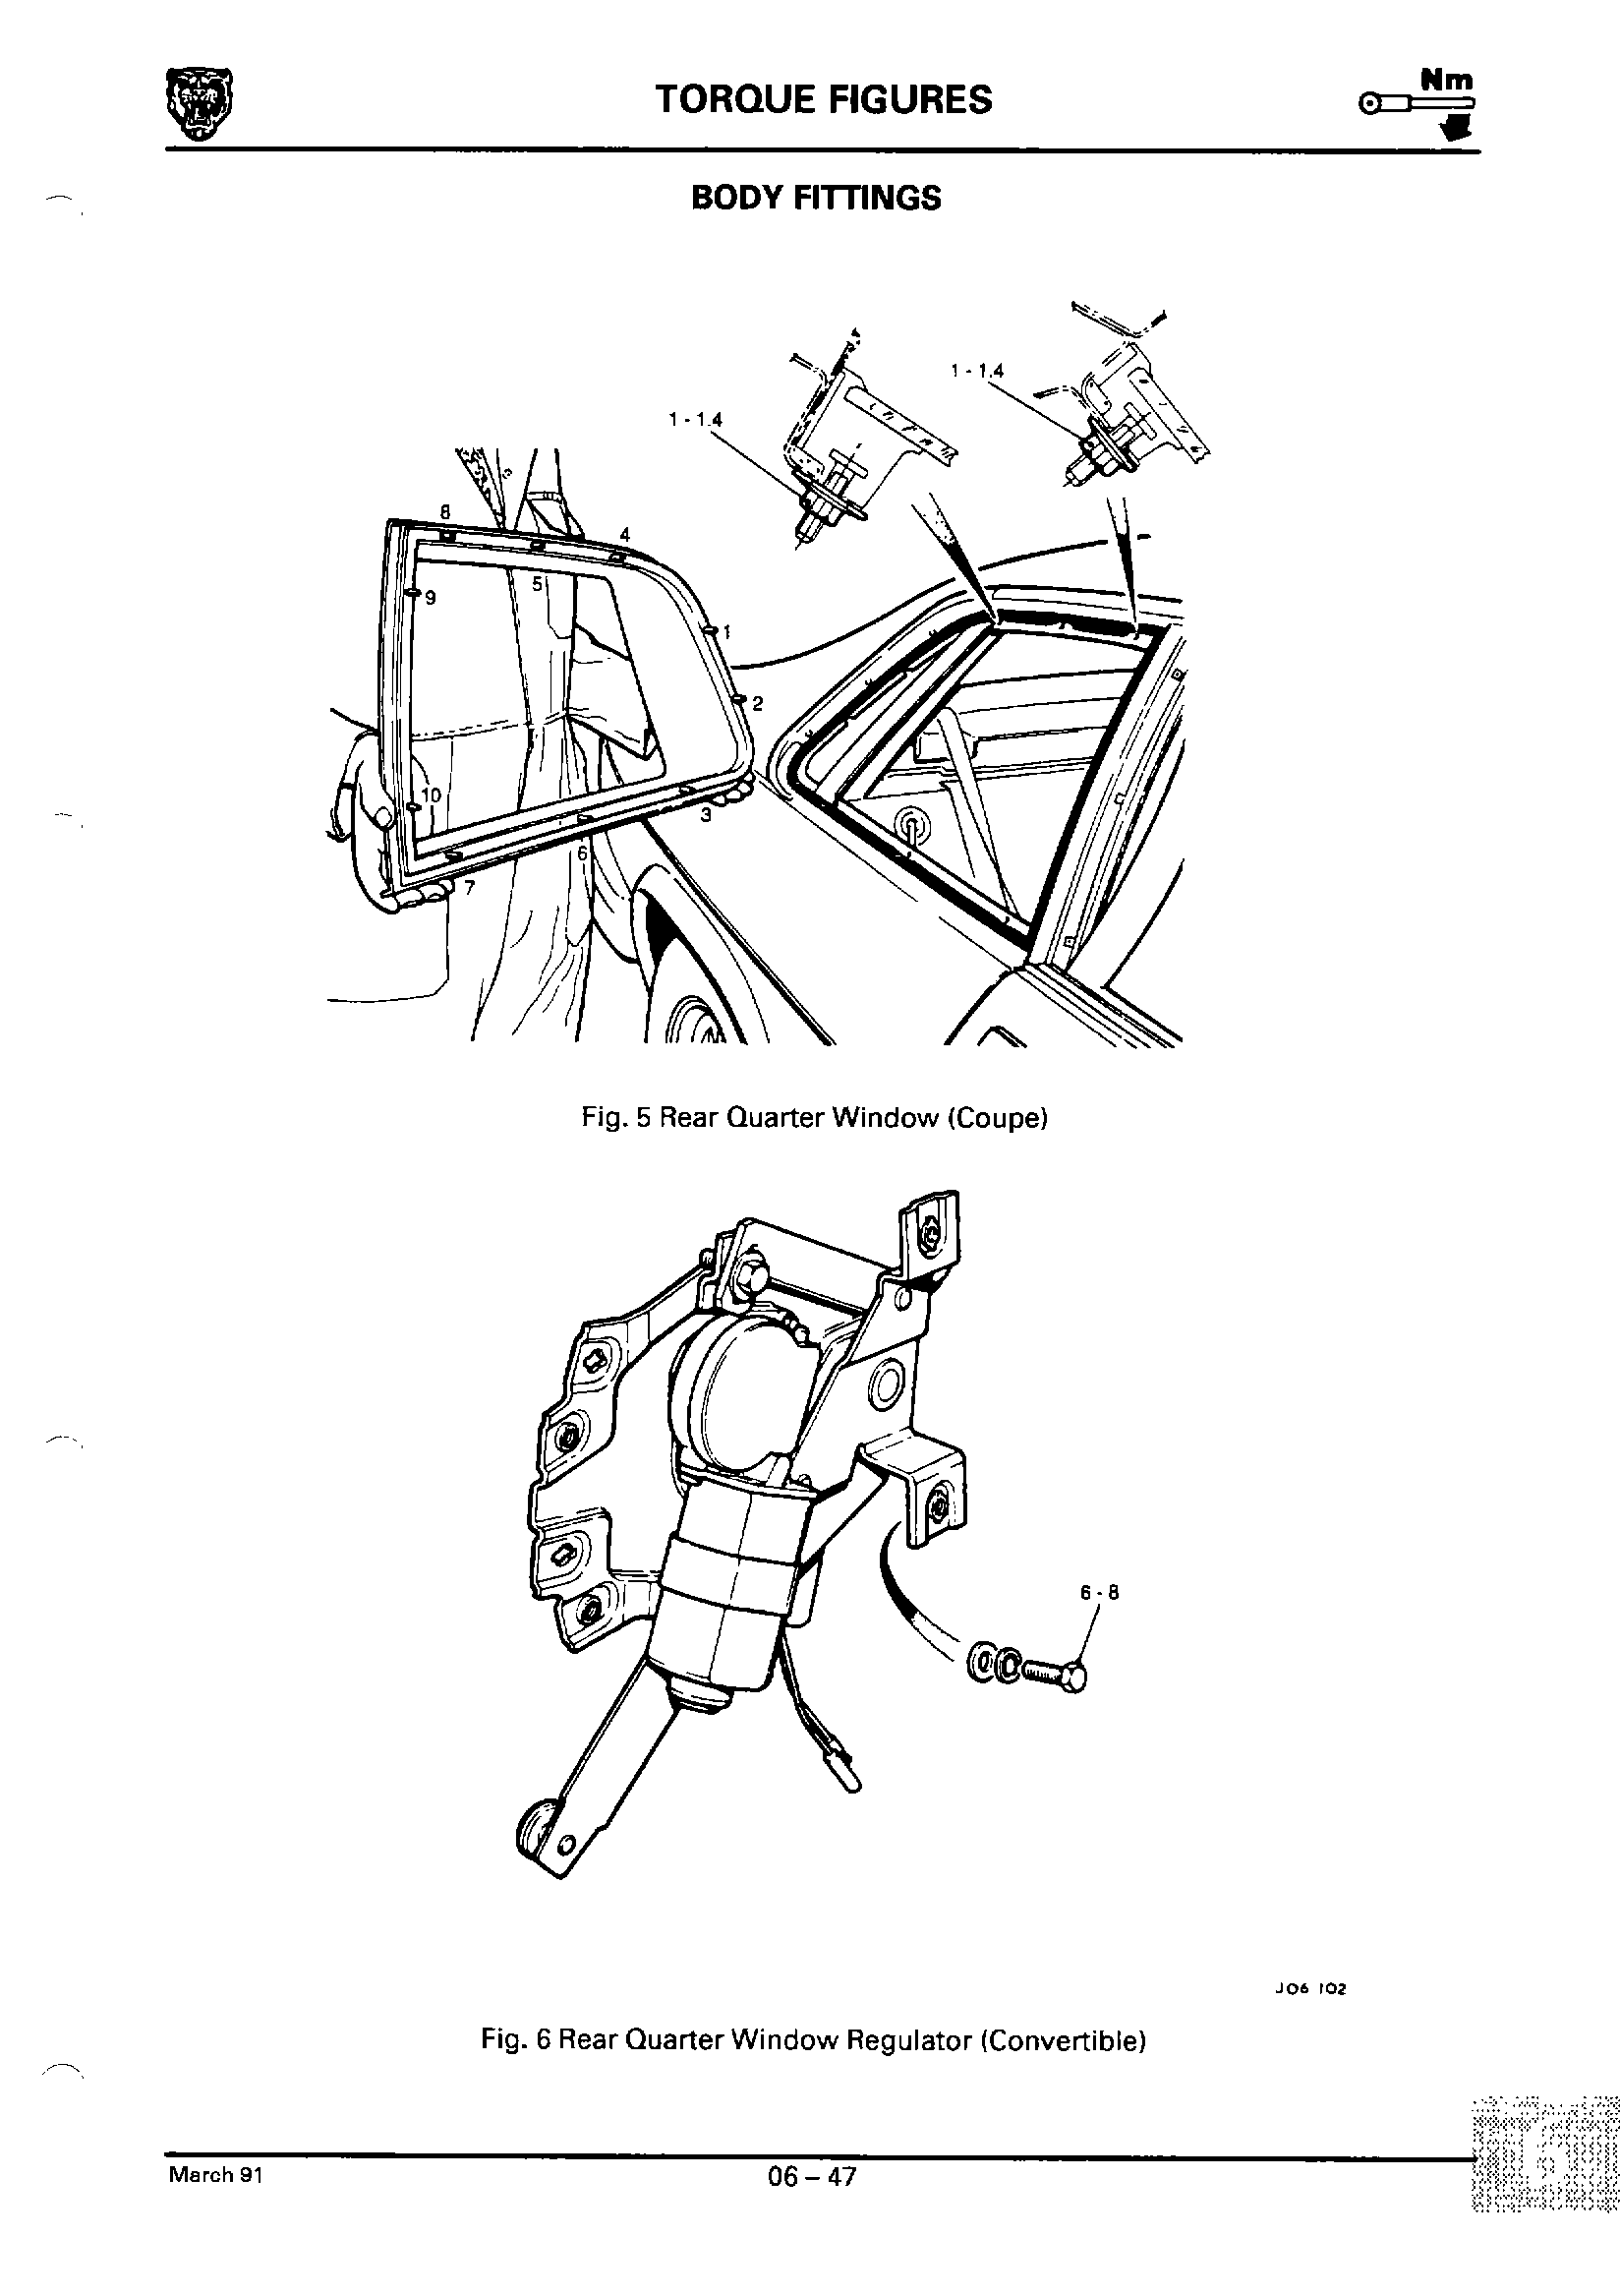 Nm
TORQUE FIGURES
BODY FITTINGS
1 - 1.4
1 - 1.4
8
4
5
9
1
2
10
3
6
7
Fig. 5 Rear Quarter Window (Coupe)
6 - 8
J06 102
Fig. 6 Rear Quarter Window Regulator (Convertible)
March 91
06 – 47